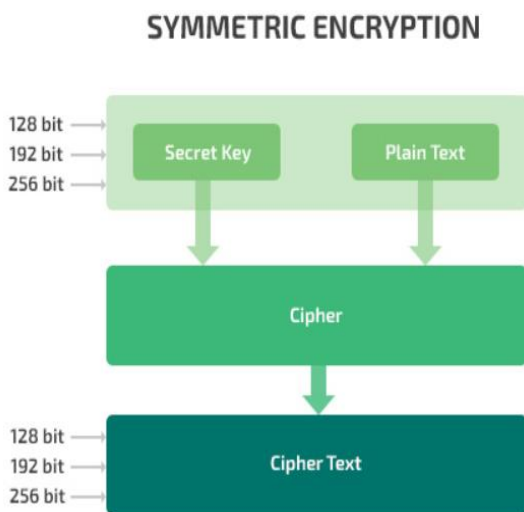 SYMMETRIC ENCRYPTION
128 bit
192 bit
256 bit
Secret Key
Plain Text
Cipher
128 bit
192 bit
256 bit
Cipher Text